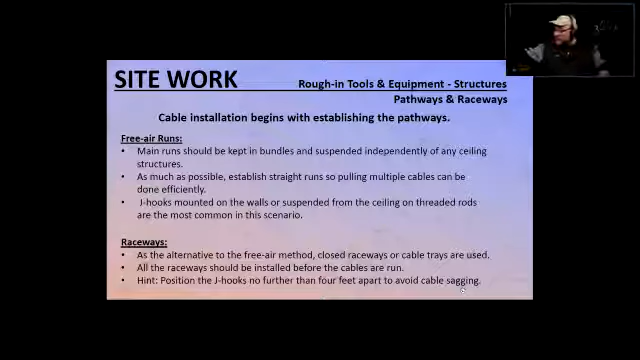 SITE WORK
Rough-in Tools & Equipment - Structures
Pathways & Raceways
Cable installation begins with establishing the pathways.
Free-air Runs:
• Main runs should be kept in bundles and suspended independently of any ceiling
structures.
• As much as possible, establish straight runs so pulling multiple cables can be
done efficiently.
• J-hooks mounted on the walls or suspended from the ceiling on threaded rods
are the most common in this scenario.
Raceways:
• As the alternative to the free-air method, closed raceways or cable trays are used.
• All the raceways should be installed before the cables are run.
• Hint: Position the J-hooks no further than four feet apart to avoid cable sagging.